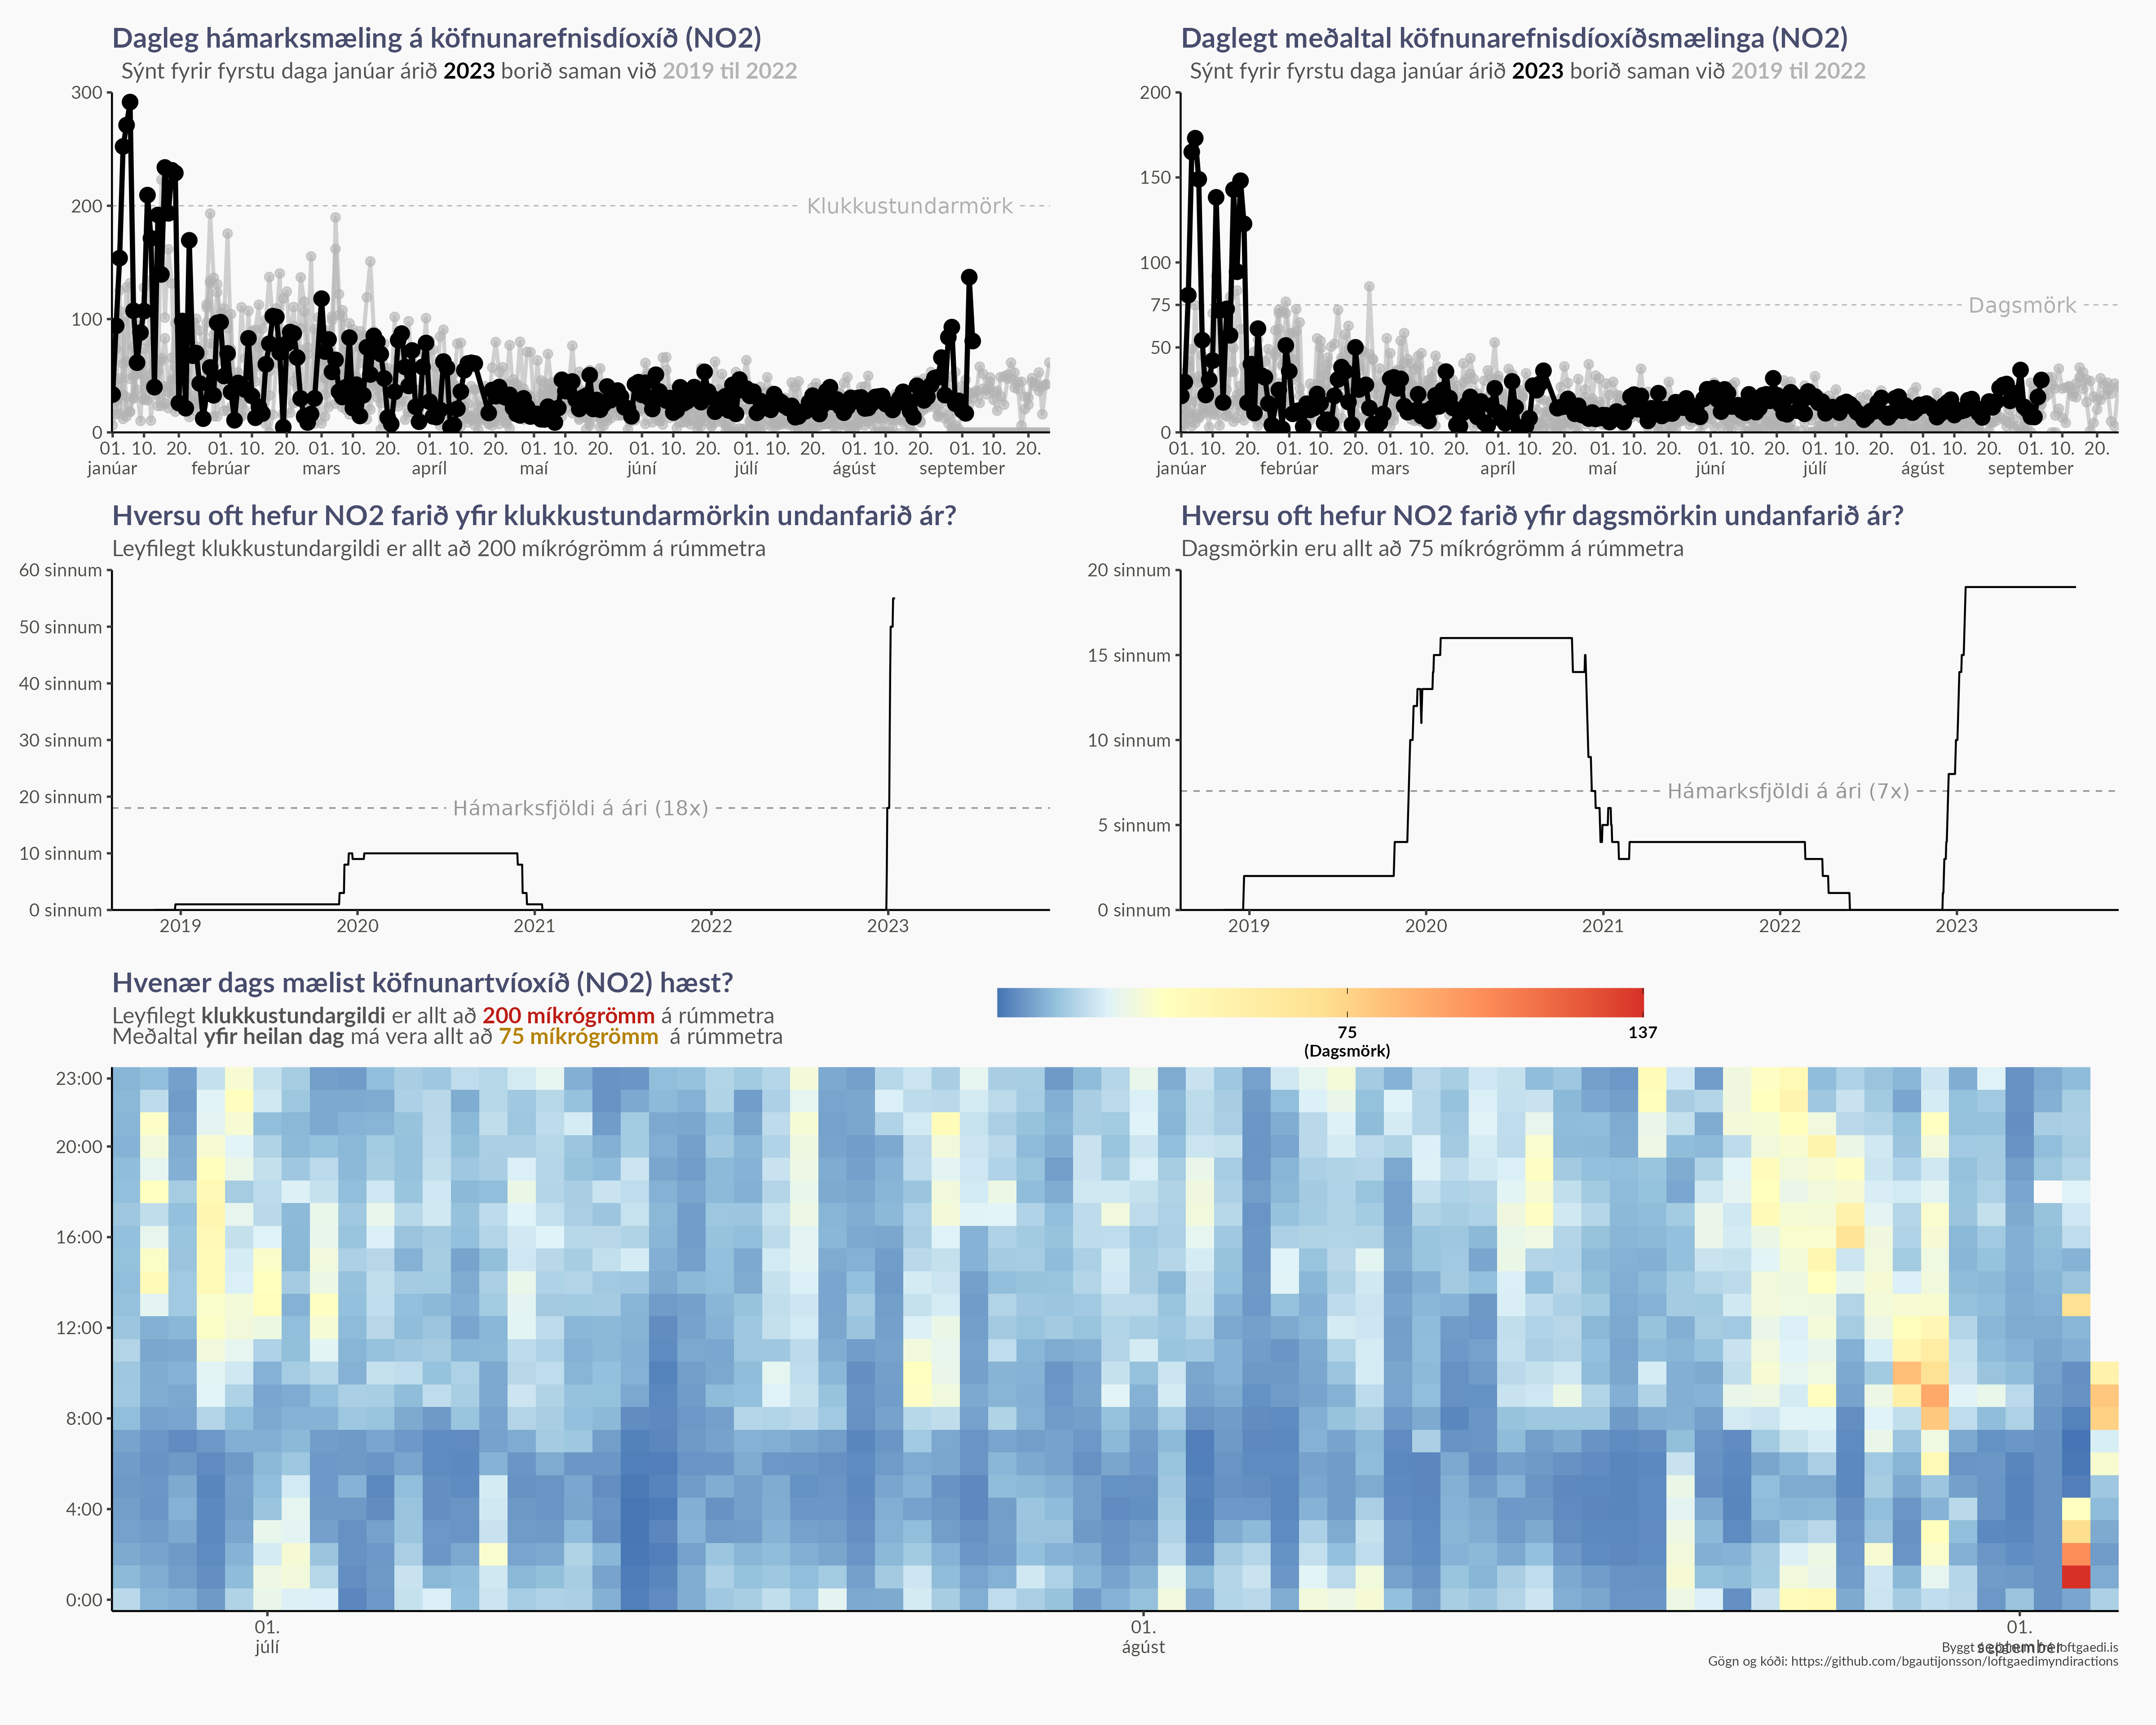 Dagleg hámarksmæling á köfnunarefnisdíoxíð (NO2)
Sýnt fyrir fyrstu daga janúar árið 2023 borið saman við 2019 til 2022
300
200
100
0
Klukkustundarmörk
01. 10. 20. 01. 10. 20. 01. 10. 20. 01. 10. 20. 01. 10. 20. 01. 10. 20. 01. 10. 20. 01. 10. 20. 01. 10. 20.
janúar febrúar mars apríl maí júní júlí ágúst september
Daglegt meðaltal köfnunarefnisdíoxíðsmælinga (NO2)
Sýnt fyrir fyrstu daga janúar árið 2023 borið saman við 2019 til 2022
200
150
100
75
50
0
Dagsmörk
01. 10. 20. 01. 10. 20. 01. 10. 20. 01. 10. 20. 01. 10. 20. 01. 10. 20. 01. 10. 20. 01. 10. 20. 01. 10. 20.
janúar febrúar mars apríl maí júní júlí ágúst september
Hversu oft hefur NO2 farið yfir klukkustundarmörkin undanfarið ár?
Leyfilegt klukkustundargildi er allt að 200 míkrógrömm á rúmmetra
60 sinnum
50 sinnum
40 sinnum
30 sinnum
20 sinnum
10 sinnum
0 sinnum
Hámarksfjöldi á ári (18x)
2019 2020 2021 2022 2023
Hversu oft hefur NO2 farið yfir dagsmörkin undanfarið ár?
Dagsmörkin eru allt að 75 míkrógrömm á rúmmetra
20 sinnum
15 sinnum
10 sinnum
5 sinnum
0 sinnum
Hámarksfjöldi á ári (7x)
2019 2020 2021 2022 2023
Hvenær dags mælist köfnunartvíoxíð (NO2) hæst?
Leyfilegt klukkustundargildi er allt að 200 míkrógrömm á rúmmetra
Meðaltal yfir heilan dag má vera allt að 75 míkrógrömm á rúmmetra
75 137
(Dagsmörk)
23:00
20:00
16:00
12:00
8:00
4:00
0:00
01. 01. 01.
júlí ágúst september
Byggt á gögnum frá loftgaedi.is
Gögn og kóði: https://github.com/bgautijonsson/loftgaedimyndiractions